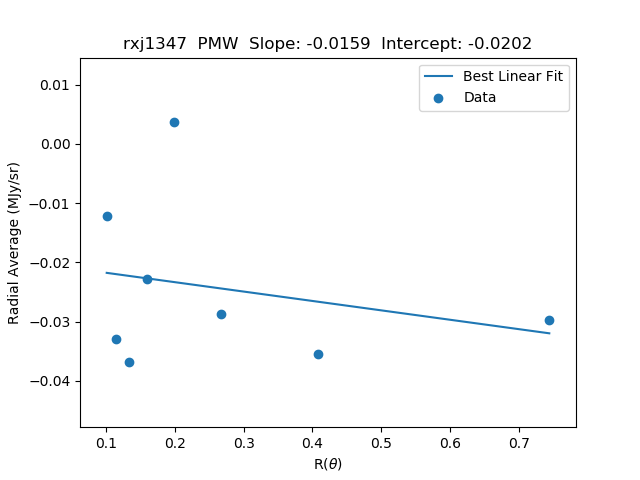 rxj1347  PMW  Slope: -0.0159  Intercept: -0.0202
Best Linear Fit
Data
Radial Average (MJy/sr)
0.01
0.00
−0.01
−0.02
−0.03
−0.04
0.1 0.2 0.3 0.4 0.5 0.6 0.7
R(θ)